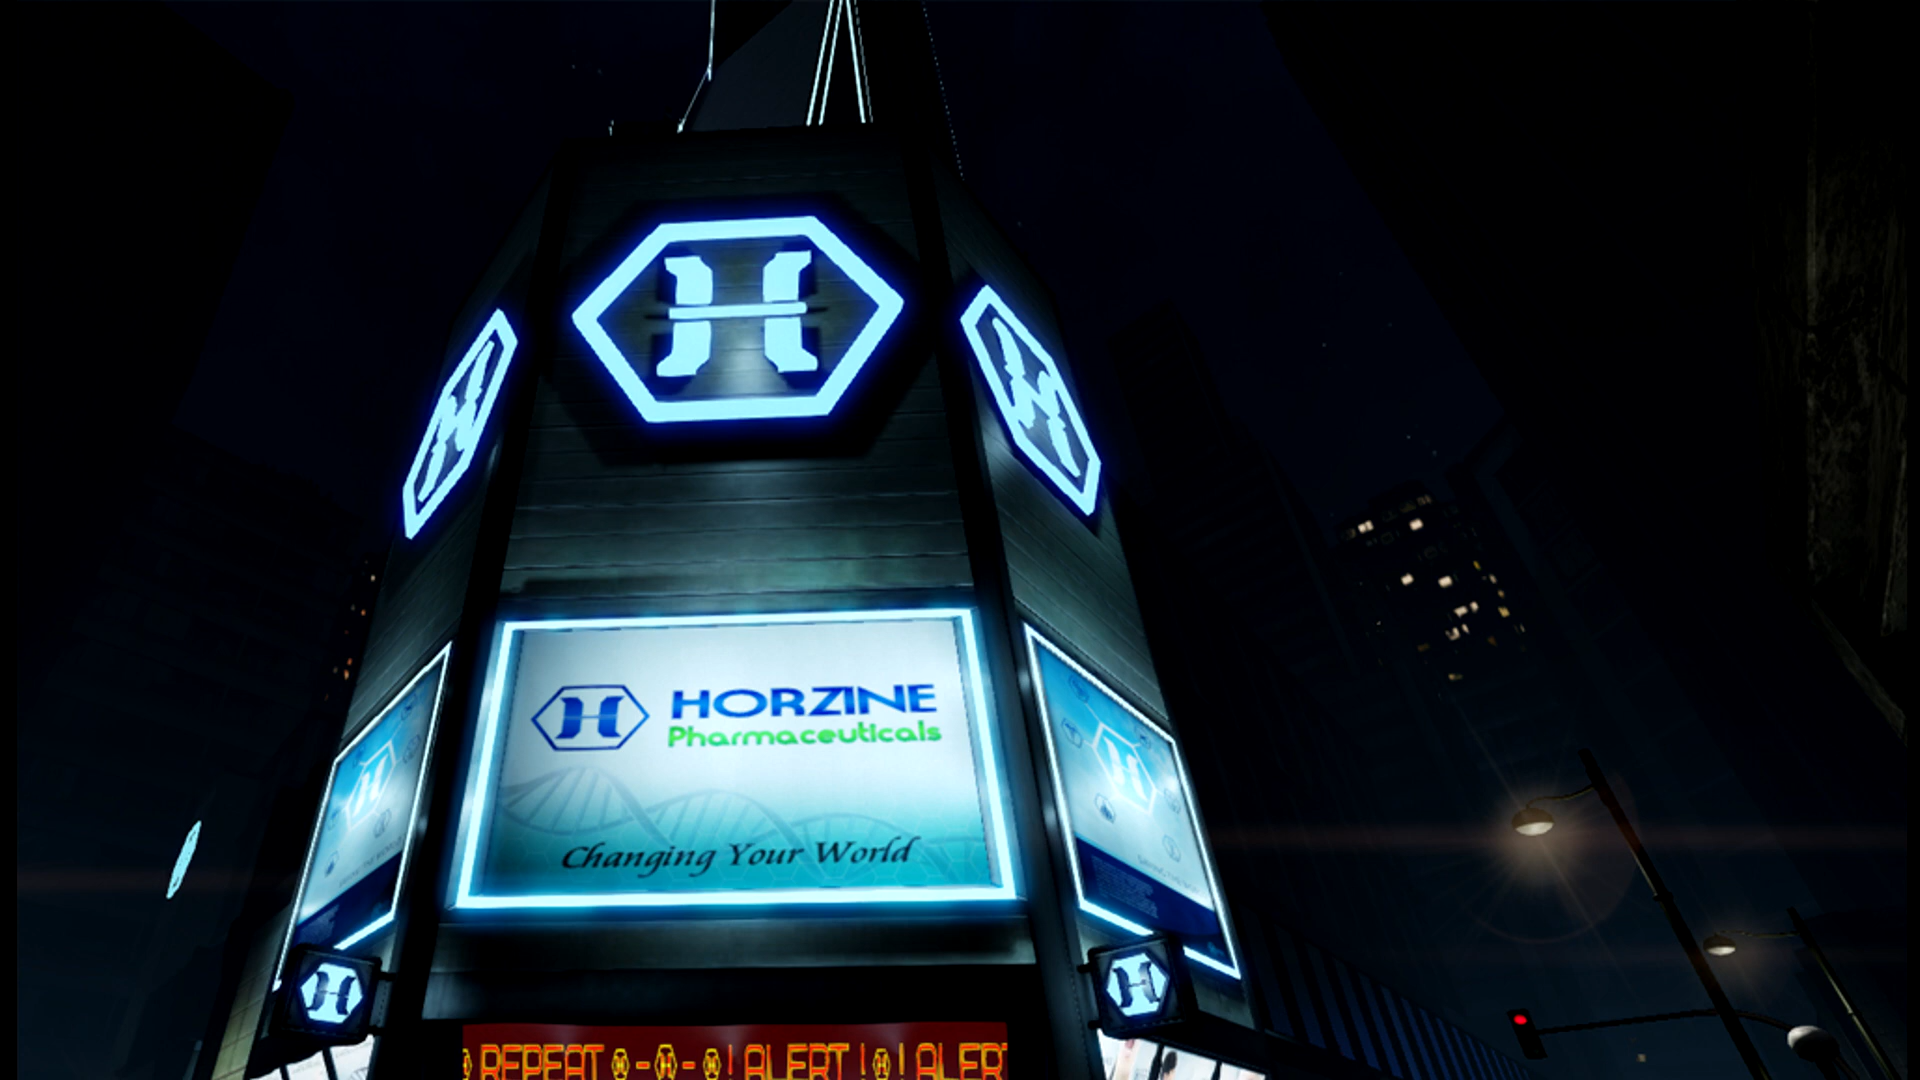 H
HORZINE
Pharmaceuticals
Changing Your World
REPEAT - - ! ALERT ! ! ALERT